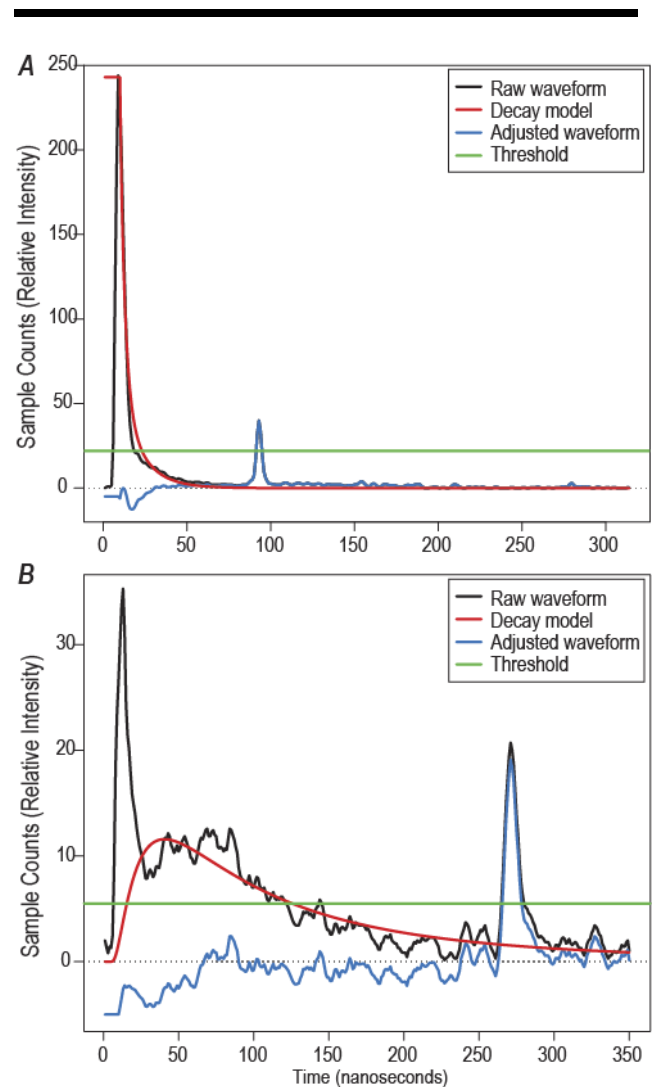 A
250
200
150
100
50
0
Sample Counts (Relative Intensity)
Raw waveform
Decay model
Adjusted waveform
Threshold
0 50 100 150 200 250 300
B
30
20
10
0
Sample Counts (Relative Intensity)
Raw waveform
Decay model
Adjusted waveform
Threshold
0 50 100 150 200 250 300 350
Time (nanoseconds)